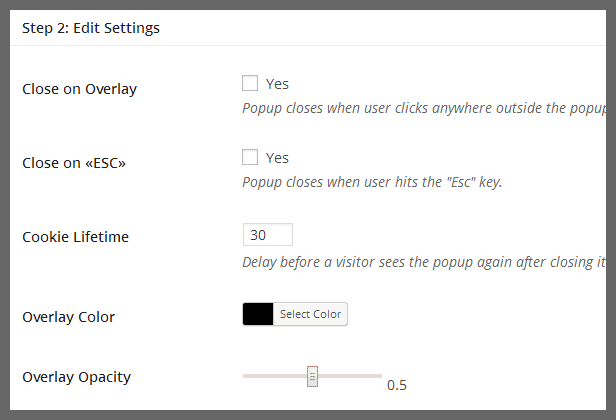 Step 2: Edit Settings
Close on Overlay
Yes
Popup closes when user clicks anywhere outside the popup
Close on «ESC»
Yes
Popup closes when user hits the "Esc" key.
Cookie Lifetime
30
Delay before a visitor sees the popup again after closing it
Overlay Color
Select Color
Overlay Opacity
0.5